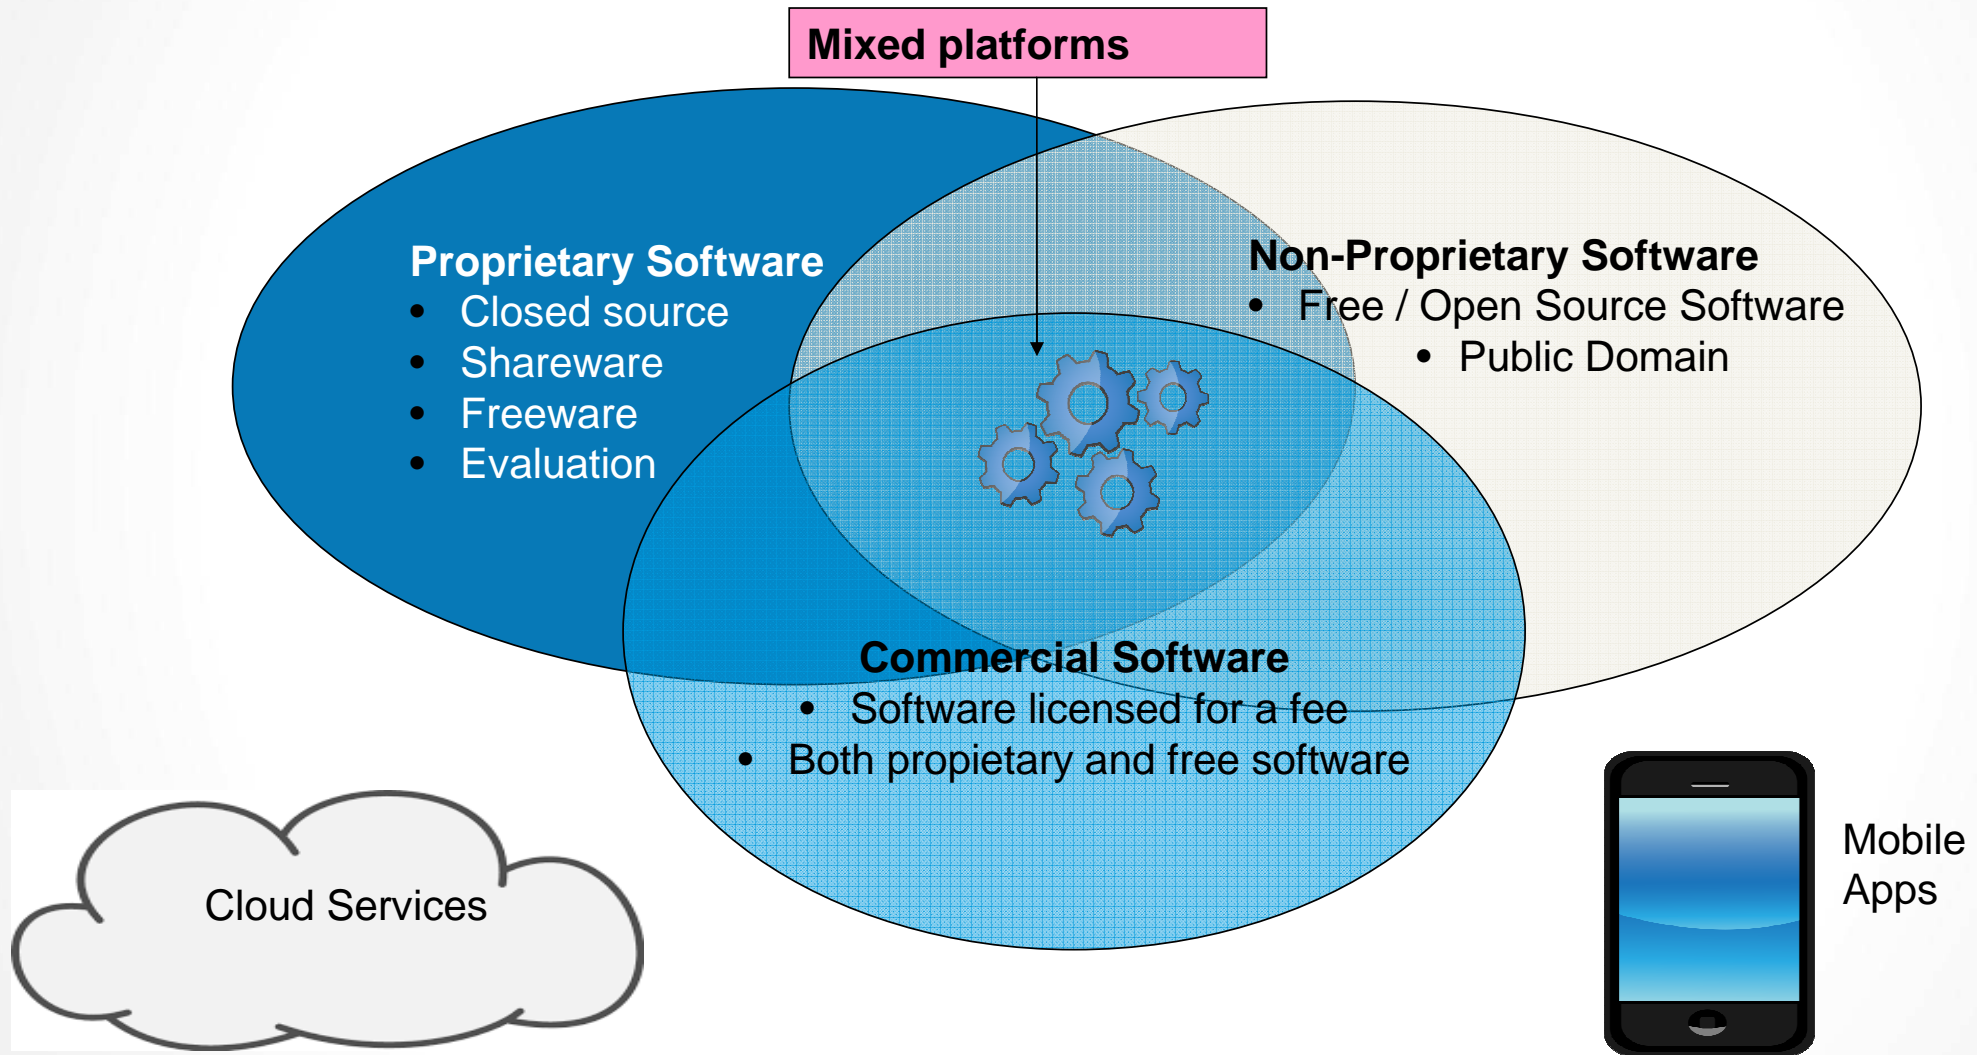 Mixed platforms
Proprietary Software
• Closed source
• Shareware
• Freeware
• Evaluation
Non-Proprietary Software
• Free / Open Source Software
• Public Domain
Commercial Software
• Software licensed for a fee
• Both propietary and free software
Cloud Services
Mobile
Apps